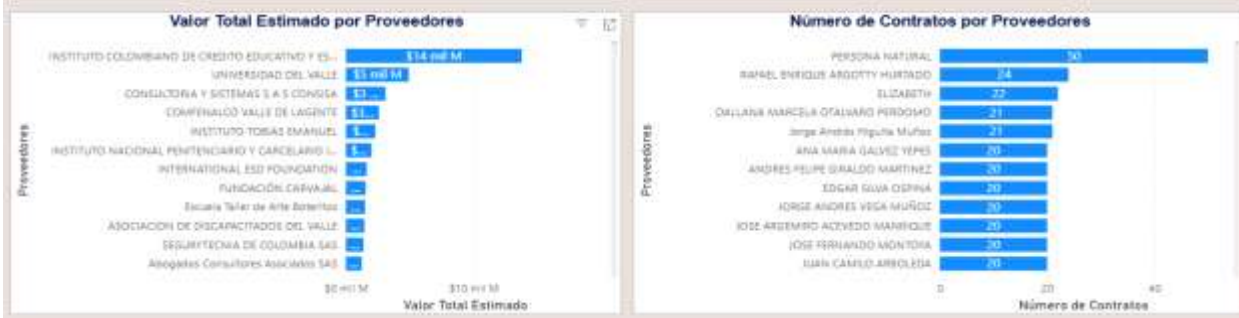 Valor Total Estimado por Proveedores
INSTITUTO COLOMBIANO DE CREDITO EDUCATIVO Y ES...
$14 mil M
UNIVERSIDAD DEL VALLE
$5 mil M
CONSULTORIA Y SISTEMAS S A S CONSISA
$3 ...
COMFENALCO VALLE DE LAGENTE
$3...
INSTITUTO TOBIAS EMANUEL
$...
INSTITUTO NACIONAL PENITENCIARIO Y CARCELARIO I...
$...
INTERNATIONAL ESD FOUNDATION
...
FUNDACIÓN CARVAJAL
...
Escuela Taller de Arte Boteritos
...
ASOCIACION DE DISCAPACITADOS DEL VALLE
...
SEGURYTECNIA DE COLOMBIA SAS
...
Abogados Consultores Asociados SAS
...
$0 mil M
$10 mil M
Valor Total Estimado
Proveedores
Número de Contratos por Proveedores
PERSONA NATURAL
50
RAFAEL ENRIQUE ARGOTTY HURTADO
24
ELIZABETH
22
DALLANA MARCELA OTALVARO PERDOMO
21
Jorge Andrés
21
ANA MARIA GALVEZ YEPES
20
ANDRES FELIPE GIRALDO MARTINEZ
20
EDGAR SILVA OSPINA
20
JORGE ANDRES VEGA MUÑOZ
20
JOSE ARGEMIRO ACEVEDO MANRIQUE
20
JOSE FERNANDO MONTOYA
20
JUAN CAMILO ARBOLEDA
20
0
20
40
Número de Contratos
Proveedores